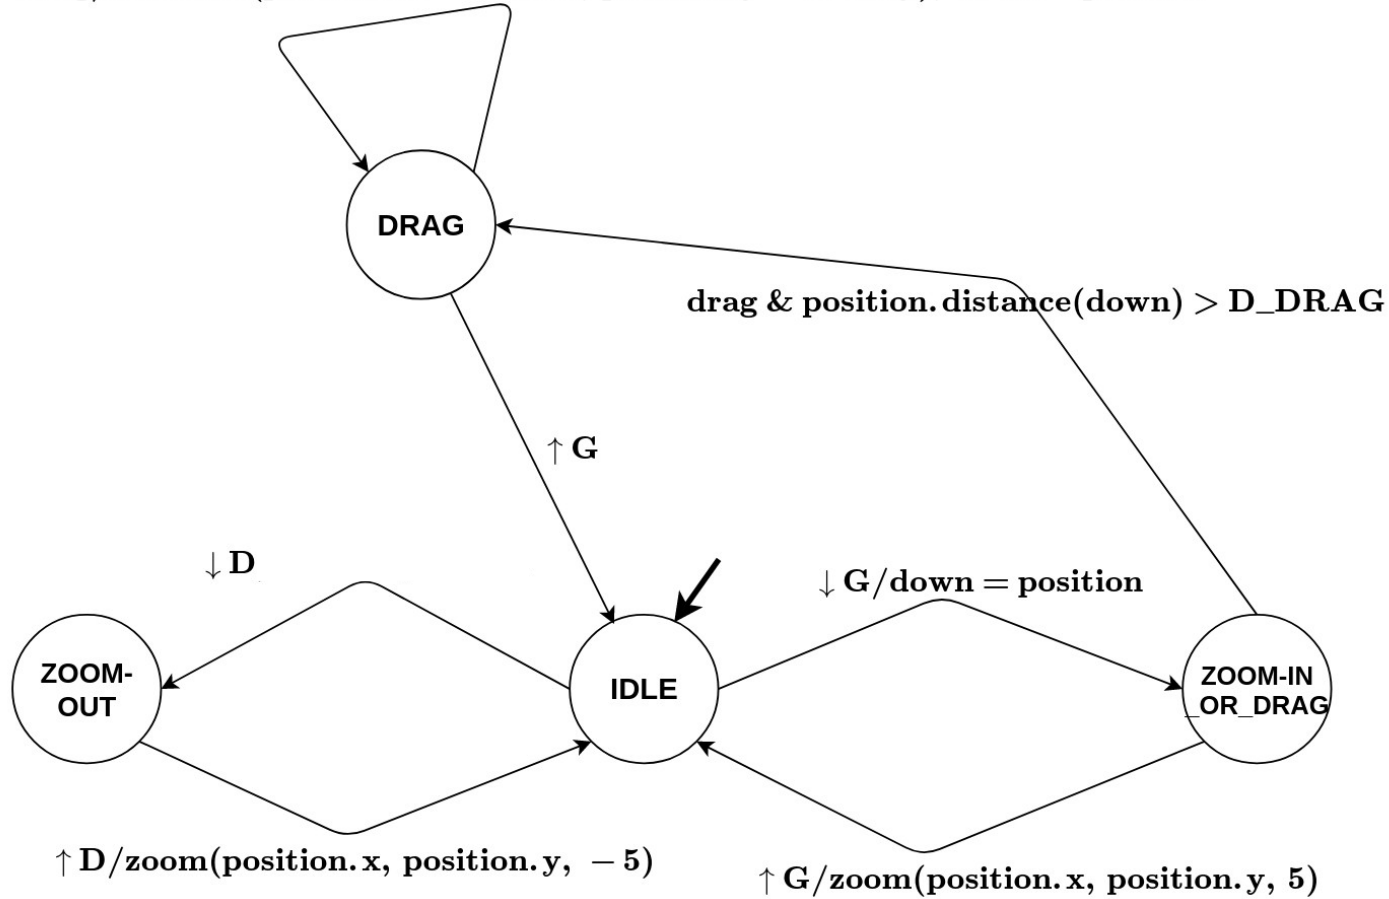 DRAG
drag & position.distance(down) > D_DRAG
↑ G
↓ D
↓ G/down = position
ZOOM-
OUT
IDLE
ZOOM-IN
_OR_DRAG
↑ D/zoom(position.x, position.y, − 5)
↑ G/zoom(position.x, position.y, 5)